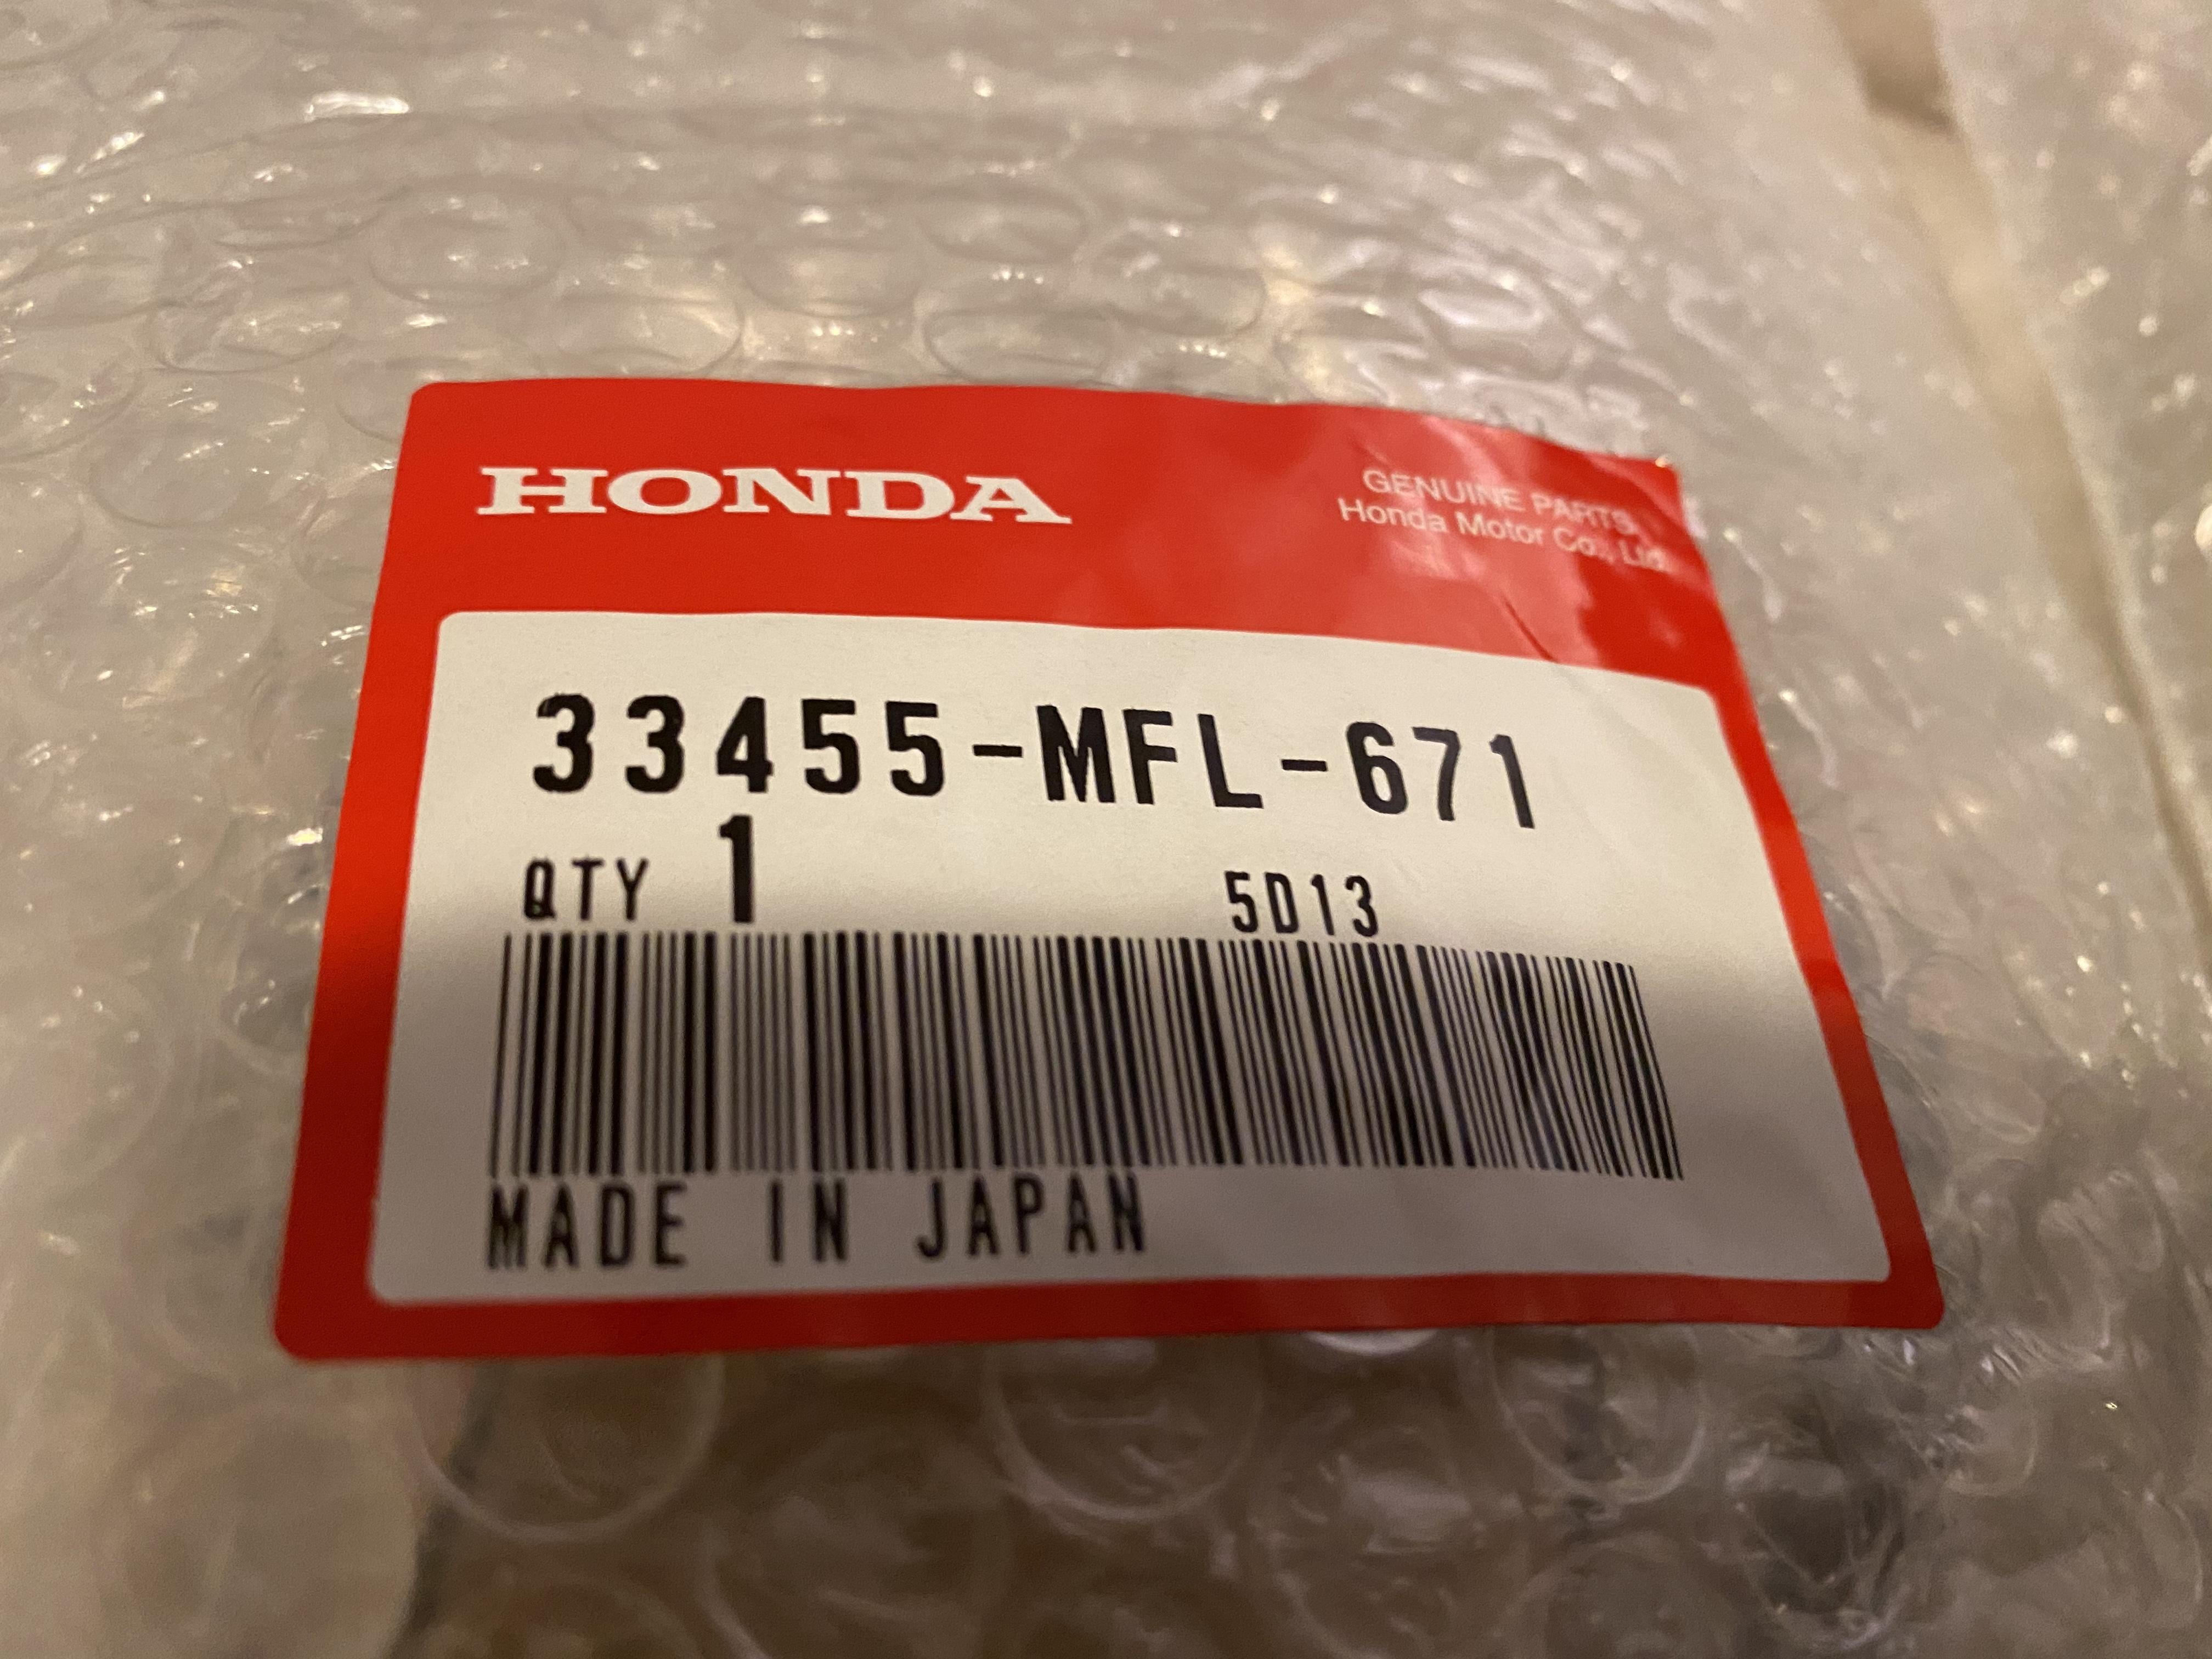 HONDA
GENUINE PARTS
Honda Motor Co., Ltd.
33455-MFL-671
QTY 1 5D13
MADE IN JAPAN